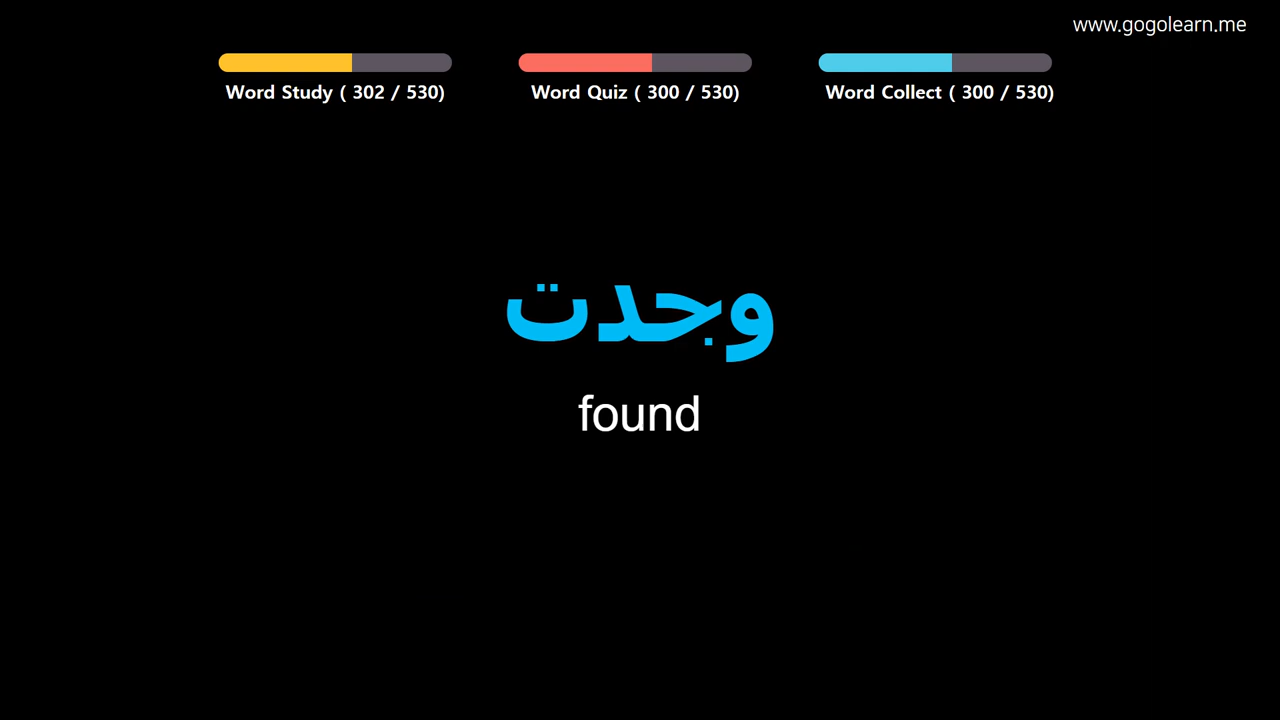 www.gogolearn.me
Word Study ( 302 / 530)
Word Quiz ( 300 / 530)
Word Collect ( 300 / 530)
وجدت
found